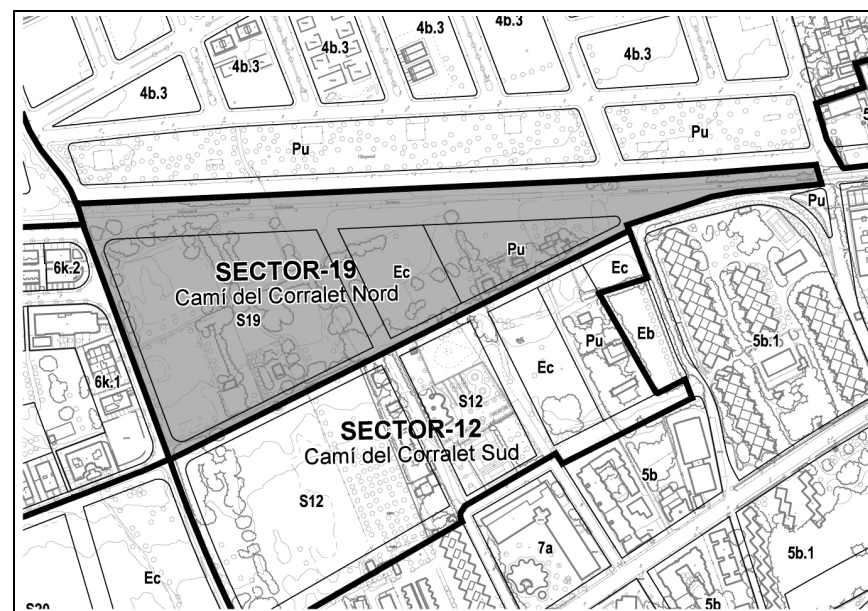 4b.3
4b.3
4b.3
4b.3
4b.3
Pu
Pu
5
Pu
6k.2
SECTOR-19
Camí del Corralet Nord
S19
Ec
Pu
Ec
Eb
Pu
5b.1
6k.1
Ec
S12
SECTOR-12
Camí del Corralet Sud
S12
5b
7a
5b.1
Ec
S20
5b